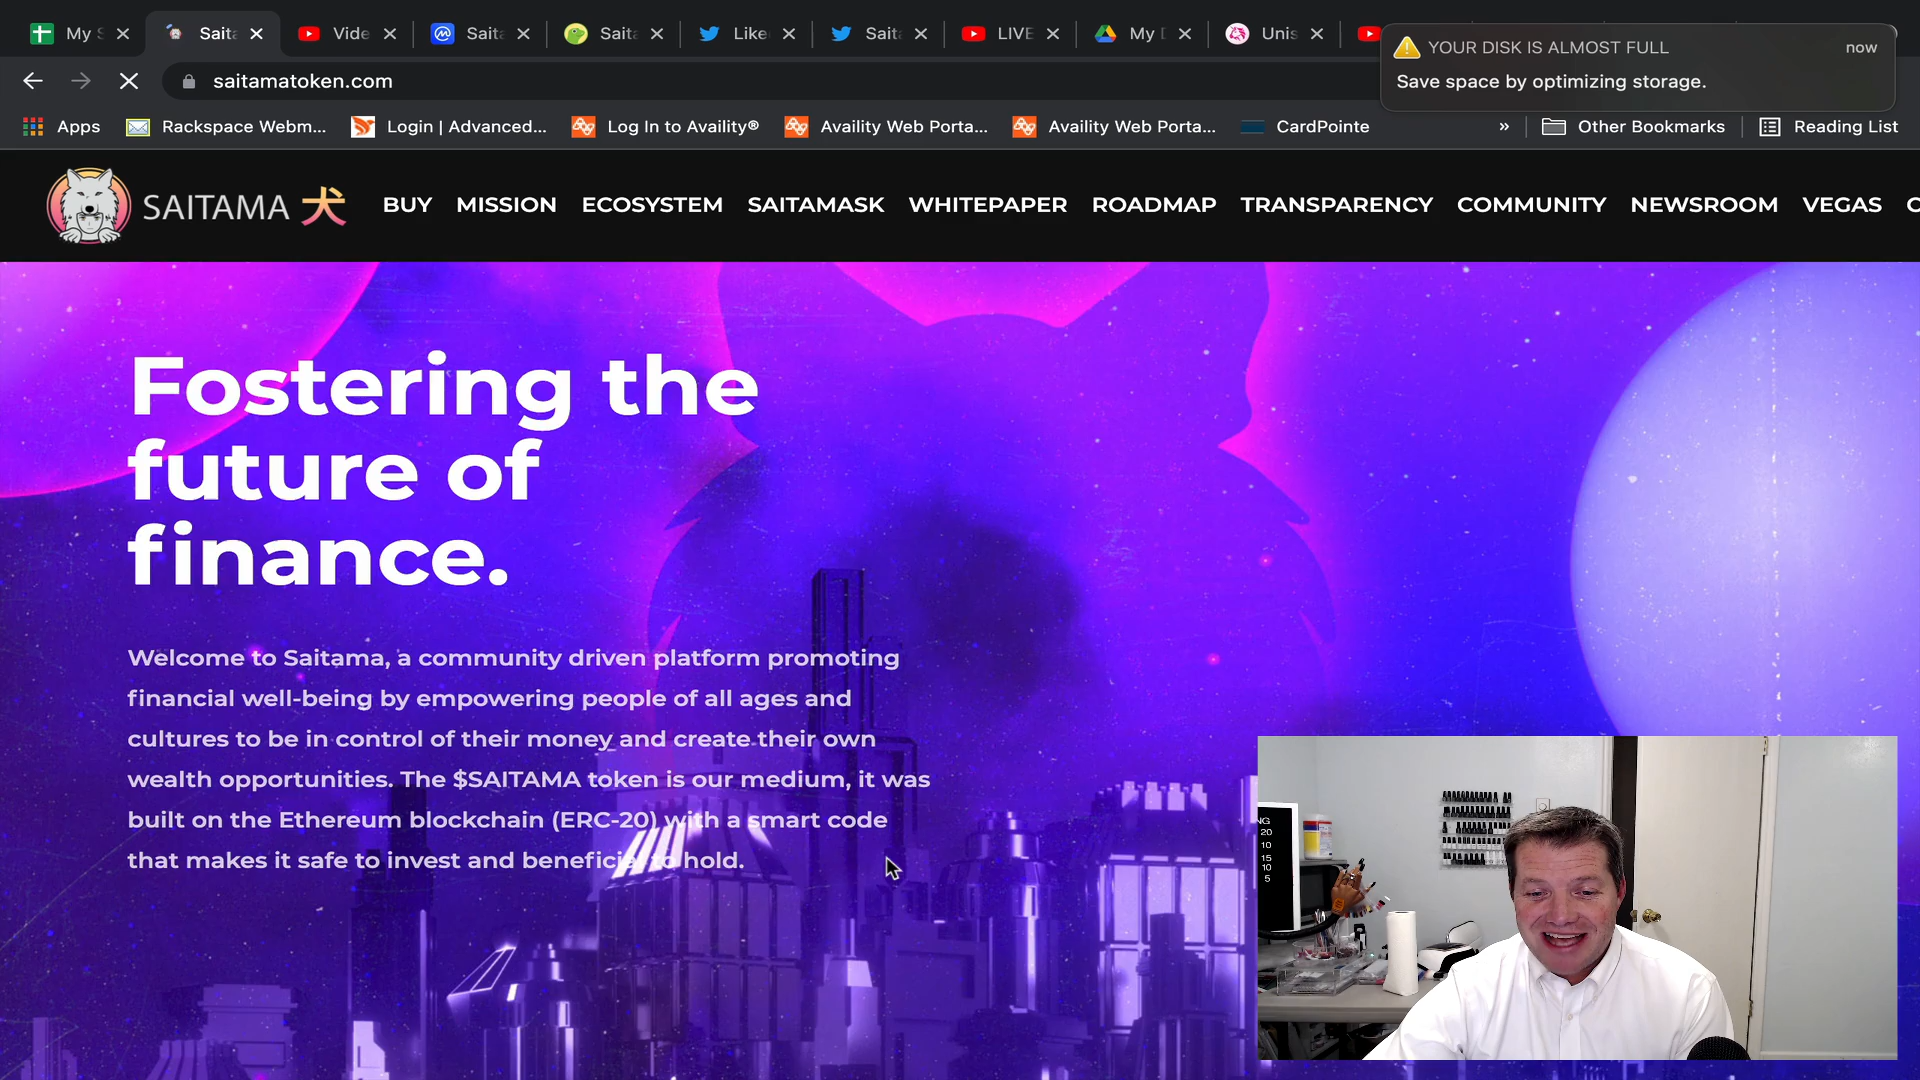 My S
Saita
Vide
Saita
Saita
Like
Saita
LIVE
My D
Unis
YOUR DISK IS ALMOST FULL
now
Save space by optimizing storage.
saitamatoken.com
Apps
Rackspace Webm...
Login | Advanced...
Log In to Availity®
Availity Web Porta...
Availity Web Porta...
CardPointe
»
Other Bookmarks
Reading List
SAITAMA 犬
BUY
MISSION
ECOSYSTEM
SAITAMASK
WHITEPAPER
ROADMAP
TRANSPARENCY
COMMUNITY
NEWSROOM
VEGAS
Fostering the
future of
finance.
Welcome to Saitama, a community driven platform promoting
financial well-being by empowering people of all ages and
cultures to be in control of their money and create their own
wealth opportunities. The $SAITAMA token is our medium, it was
built on the Ethereum blockchain (ERC-20) with a smart code
that makes it safe to invest and beneficial to hold.
NG
20
10
15
10
5